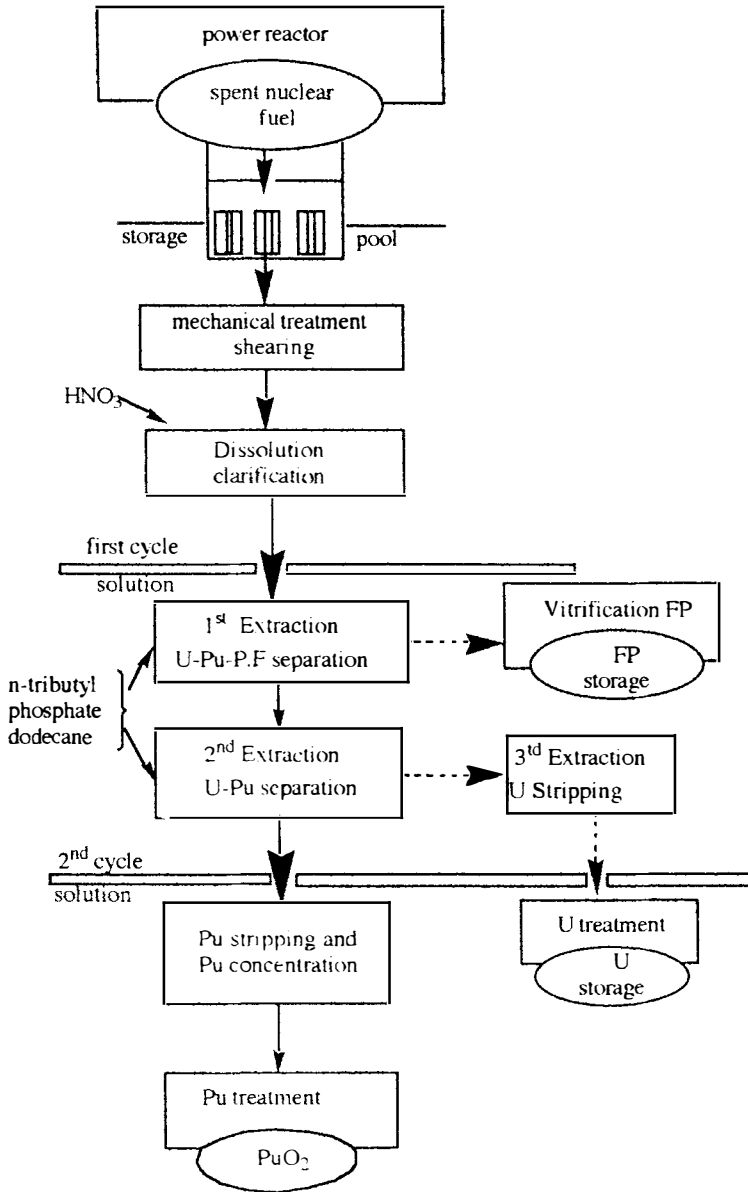 power reactor
spent nuclear
fuel
storage
pool
mechanical treatment
shearing
HNO₃
Dissolution
clarification
first cycle
solution
1st Extraction
U-Pu-P.F separation
Vitrification FP
FP
storage
n-tributyl
phosphate
dodecane
2nd Extraction
U-Pu separation
3td Extraction
U Stripping
2nd cycle
solution
Pu stripping and
Pu concentration
U treatment
U
storage
Pu treatment
PuO₂